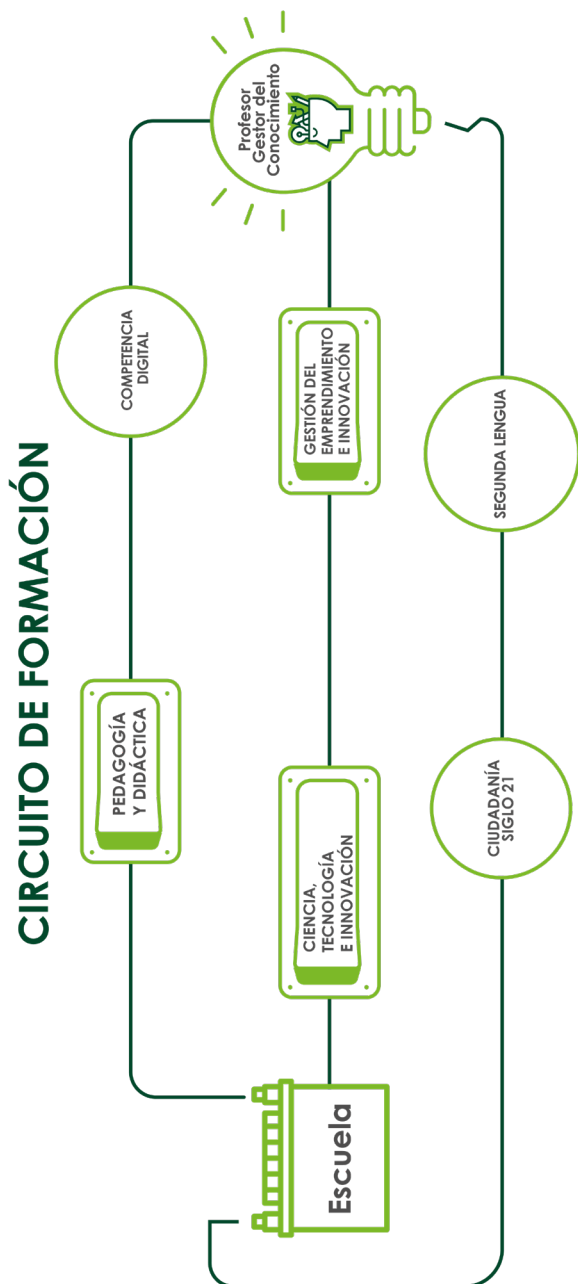 CIRCUITO DE FORMACIÓN
Escuela
PEDAGOGÍA
Y DIDÁCTICA
COMPETENCIA
DIGITAL
CIENCIA,
TECNOLOGÍA
E INNOVACIÓN
GESTIÓN DEL
EMPRENDIMIENTO
E INNOVACIÓN
CIUDADANÍA
SIGLO 21
SEGUNDA LENGUA
Profesor
Gestor del
Conocimiento